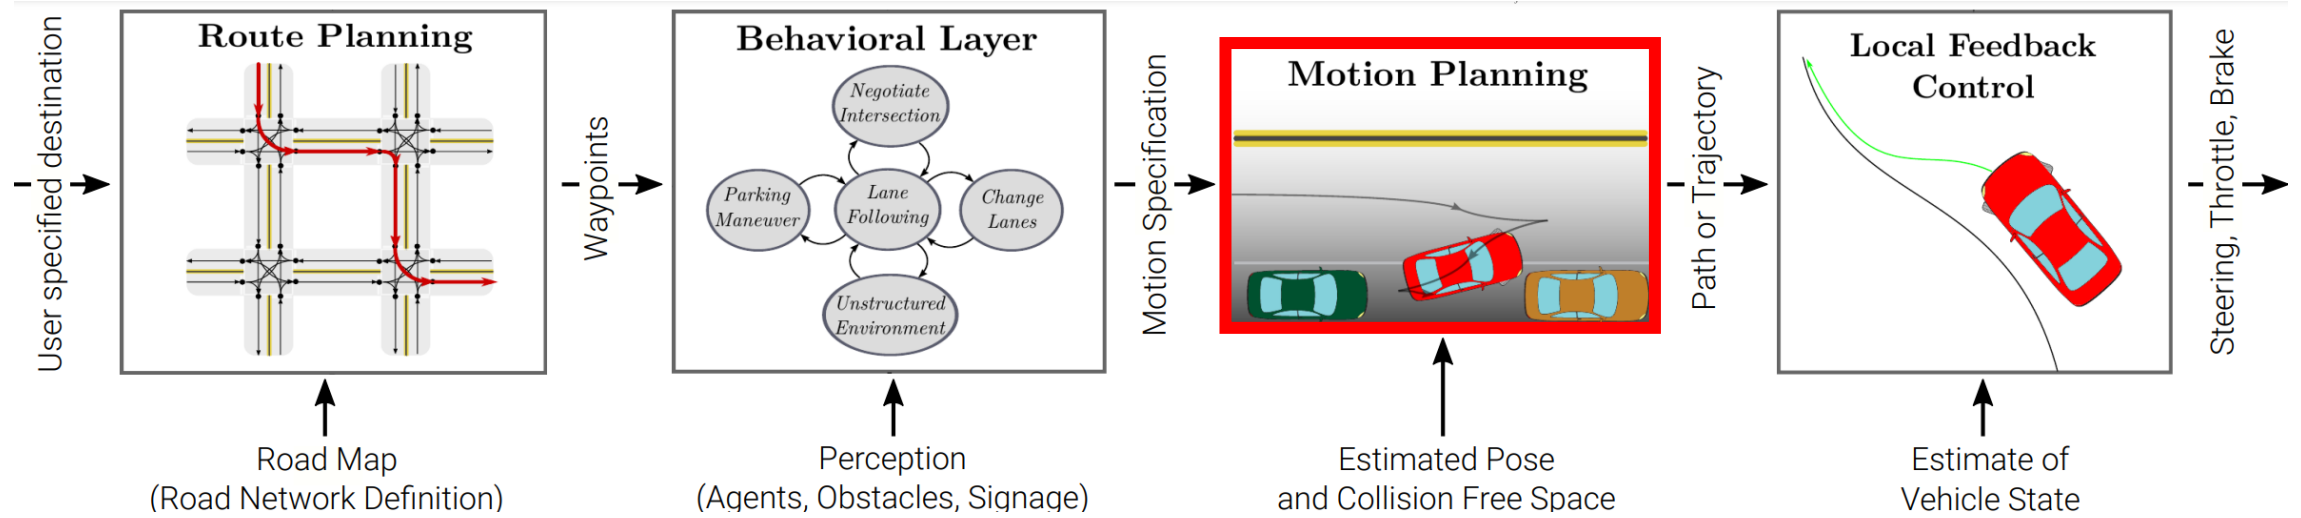 User specified destination
Route Planning
Road Map
(Road Network Definition)
Waypoints
Behavioral Layer
Negotiate
Intersection
Parking
Maneuver
Lane
Following
Change
Lanes
Unstructured
Environment
Perception
(Agents, Obstacles, Signage)
Motion Specification
Motion Planning
Estimated Pose
and Collision Free Space
Path or Trajectory
Local Feedback
Control
Estimate of
Vehicle State
Steering, Throttle, Brake